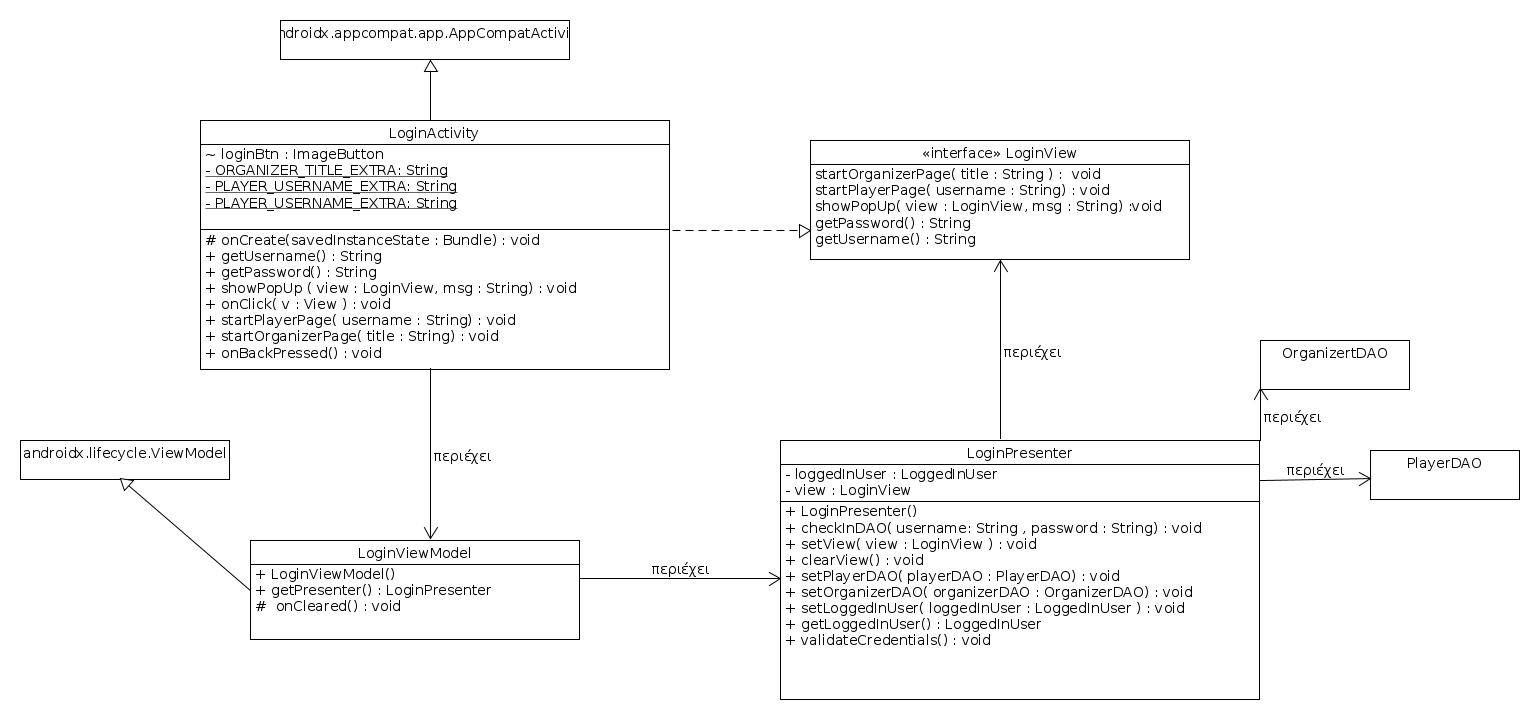 ndroidx.appcompat.app.AppCompatActivi
LoginActivity
~ loginBtn : ImageButton
- ORGANIZER_TITLE_EXTRA: String
- PLAYER_USERNAME_EXTRA: String
- PLAYER_USERNAME_EXTRA: String
# onCreate(savedInstanceState : Bundle) : void
+ getUsername() : String
+ getPassword() : String
+ showPopUp ( view : LoginView, msg : String) : void
+ onClick( v : View ) : void
+ startPlayerPage( username : String) : void
+ startOrganizerPage( title : String) : void
+ onBackPressed() : void
«interface» LoginView
startOrganizerPage( title : String ) :  void
startPlayerPage( username : String) : void
showPopUp( view : LoginView, msg : String) :void
getPassword() : String
getUsername() : String
περιέχει
OrganizertDAO
περιέχει
περιέχει
androidx.lifecycle.ViewModel
LoginPresenter
- loggedInUser : LoggedInUser
- view : LoginView
+ LoginPresenter()
+ checkInDAO( username: String , password : String) : void
+ setView( view : LoginView ) : void
+ clearView() : void
+ setPlayerDAO( playerDAO : PlayerDAO) : void
+ setOrganizerDAO( organizerDAO : OrganizerDAO) : void
+ setLoggedInUser( loggedInUser : LoggedInUser ) : void
+ getLoggedInUser() : LoggedInUser
+ validateCredentials() : void
περιέχει
PlayerDAO
LoginViewModel
+ LoginViewModel()
+ getPresenter() : LoginPresenter
#  onCleared() : void
περιέχει